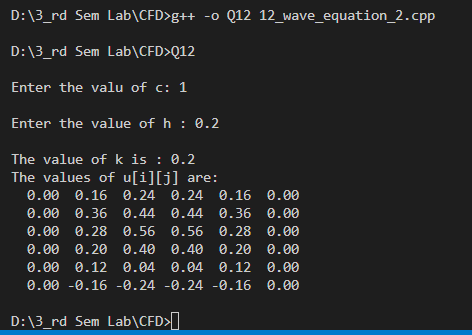 D:\3_rd Sem Lab\CFD>g++ -o Q12 12_wave_equation_2.cpp
D:\3_rd Sem Lab\CFD>Q12
Enter the valu of c: 1
Enter the value of h : 0.2
The value of k is : 0.2
The values of u[i][j] are:
0.00 0.16 0.24 0.24 0.16 0.00
0.00 0.36 0.44 0.44 0.36 0.00
0.00 0.28 0.56 0.56 0.28 0.00
0.00 0.20 0.40 0.40 0.20 0.00
0.00 0.12 0.04 0.04 0.12 0.00
0.00 -0.16 -0.24 -0.24 -0.16 0.00
D:\3_rd Sem Lab\CFD>